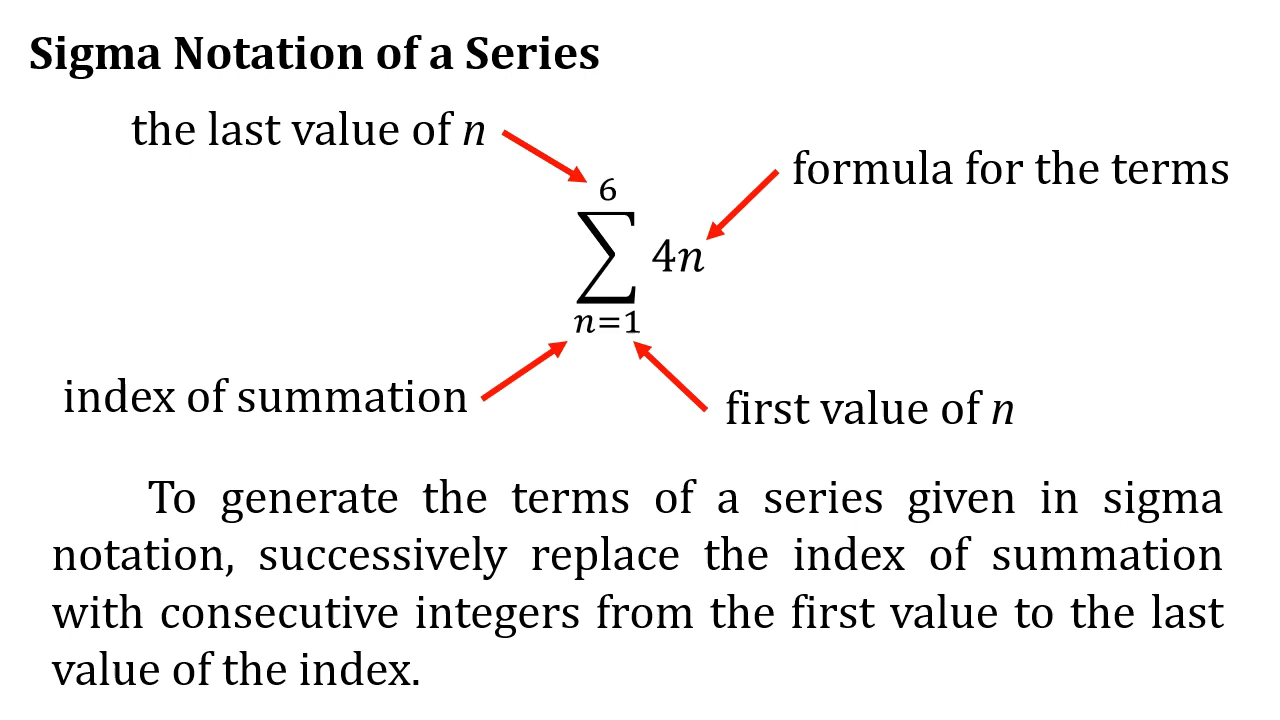 Sigma Notation of a Series
the last value of n
formula for the terms
6
∑ 4n
n=1
index of summation
first value of n
To generate the terms of a series given in sigma
notation, successively replace the index of summation
with consecutive integers from the first value to the last
value of the index.